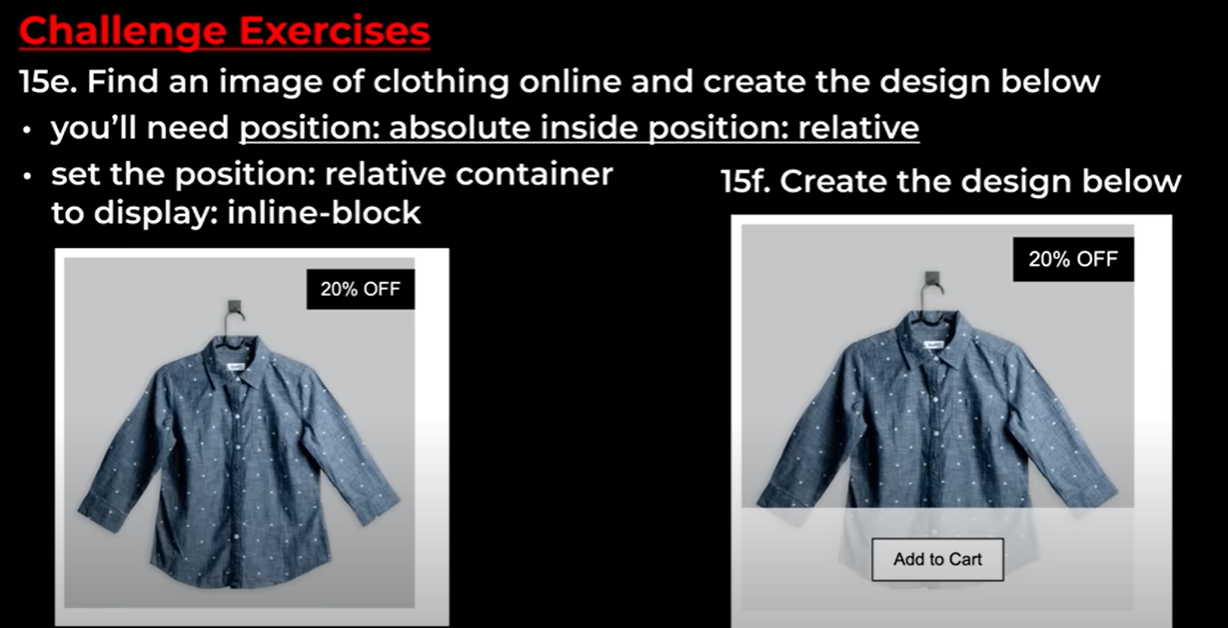 Challenge Exercises
15e. Find an image of clothing online and create the design below
• you’ll need position: absolute inside position: relative
• set the position: relative container
to display: inline-block
20% OFF
15f. Create the design below
20% OFF
Add to Cart